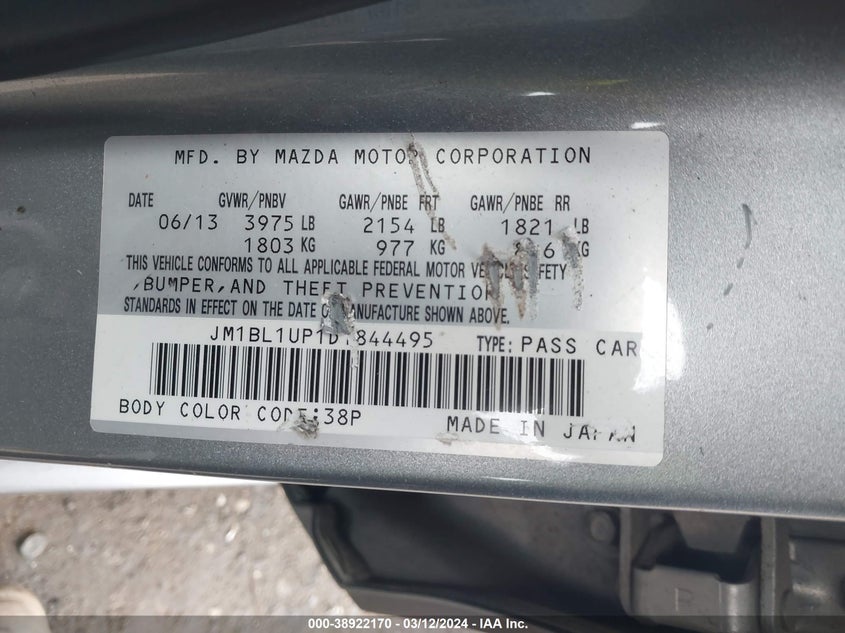 MFD. BY MAZDA MOTOR CORPORATION
DATE GVWR/PNBV GAWR/PNBE FRT GAWR/PNBE RR
06/13 3975 LB 2154 LB 1821 LB
1803 KG 977 KG KG
THIS VEHICLE CONFORMS TO ALL APPLICABLE FEDERAL MOTOR VEHICLE SAFETY
,BUMPER,AND THEFT PREVENTION
STANDARDS IN EFFECT ON THE DATE OF MANUFACTURE SHOWN ABOVE.
TYPE: PASS CAR
BODY COLOR CODE:38P MADE IN JAPAN
000-38922170 - 03/12/2024 - IAA Inc.